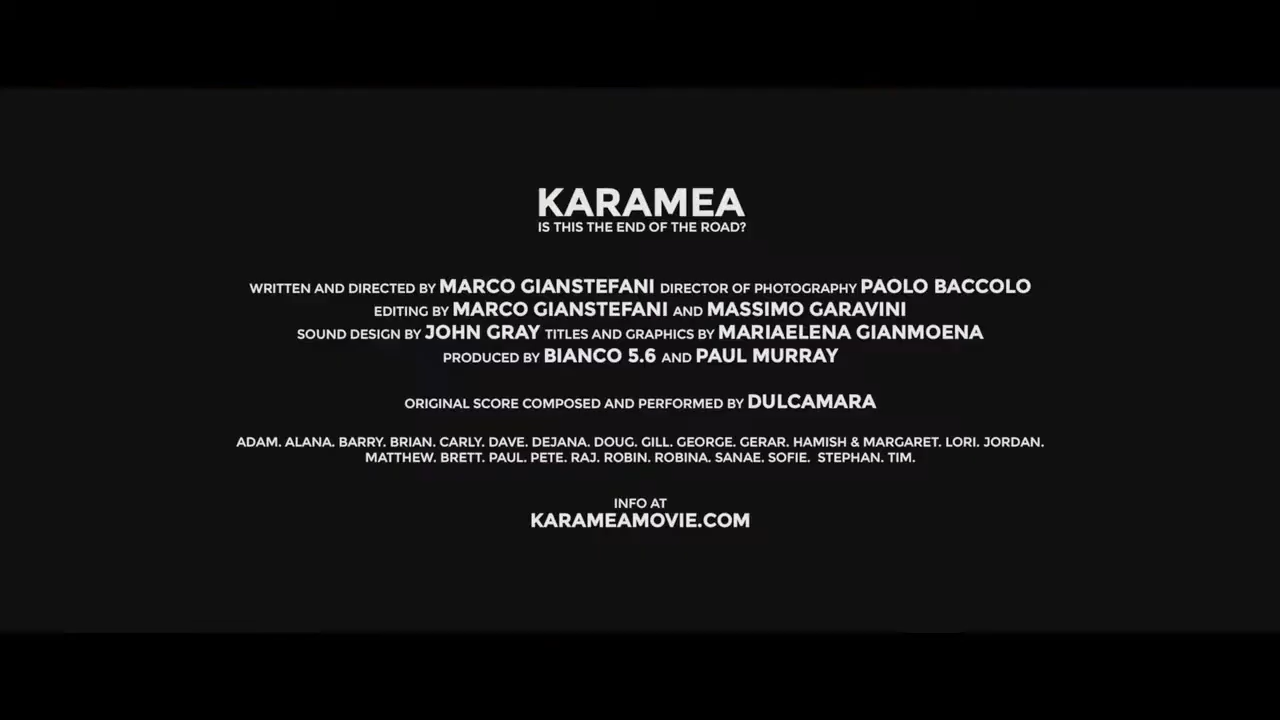 KARAMEA
IS THIS THE END OF THE ROAD?
WRITTEN AND DIRECTED BY MARCO GIANSTEFANI DIRECTOR OF PHOTOGRAPHY PAOLO BACCOLO
EDITING BY MARCO GIANSTEFANI AND MASSIMO GARAVINI
SOUND DESIGN BY JOHN GRAY TITLES AND GRAPHICS BY MARIAELENA GIANMOENA
PRODUCED BY BIANCO 5.6 AND PAUL MURRAY
ORIGINAL SCORE COMPOSED AND PERFORMED BY DULCAMARA
ADAM. ALANA. BARRY. BRIAN. CARLY. DAVE. DEJANA. DOUG. GILL. GEORGE. GERAR. HAMISH & MARGARET. LORI. JORDAN.
MATTHEW. BRETT. PAUL. PETE. RAJ. ROBIN. ROBINA. SANAE. SOFIE. STEPHAN. TIM.
INFO AT
KARAMEAMOVIE.COM